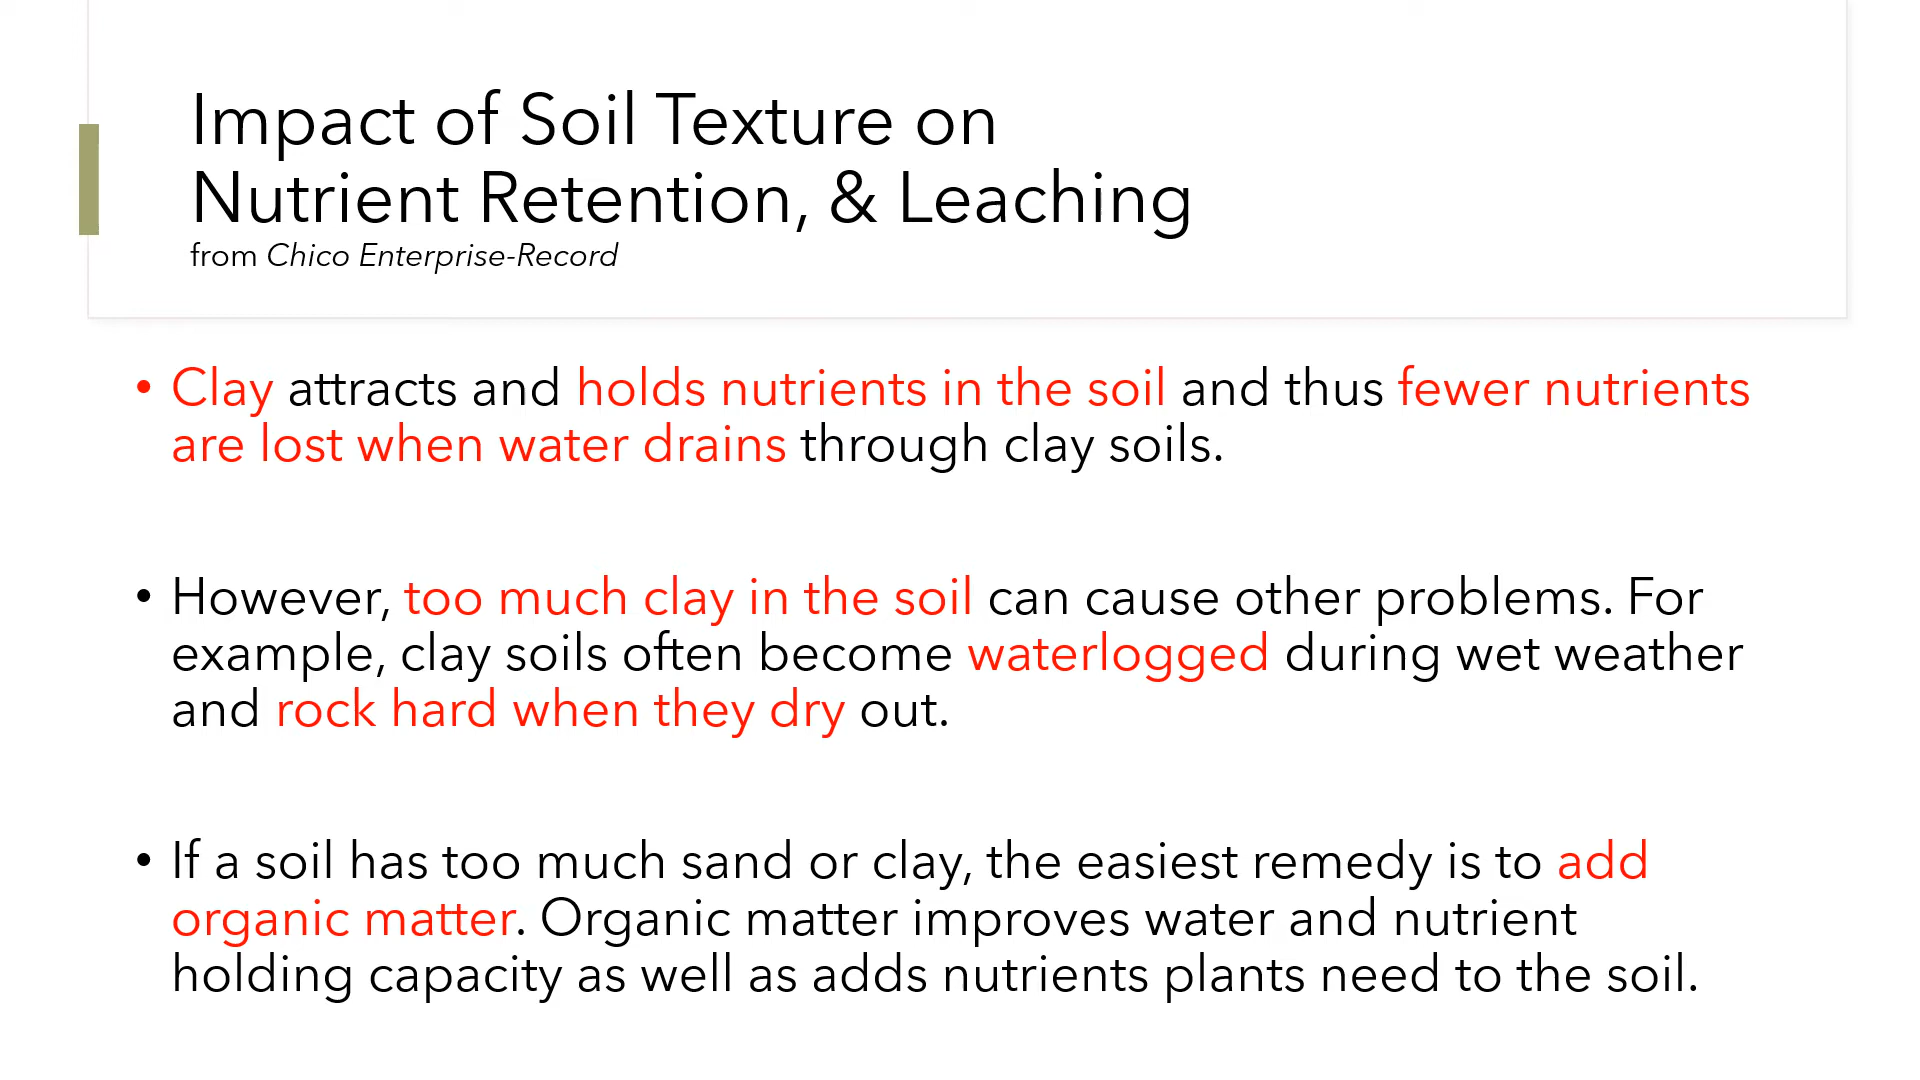 Impact of Soil Texture on
Nutrient Retention, & Leaching
from Chico Enterprise-Record
• Clay attracts and holds nutrients in the soil and thus fewer nutrients
are lost when water drains through clay soils.
• However, too much clay in the soil can cause other problems. For
example, clay soils often become waterlogged during wet weather
and rock hard when they dry out.
• If a soil has too much sand or clay, the easiest remedy is to add
organic matter. Organic matter improves water and nutrient
holding capacity as well as adds nutrients plants need to the soil.